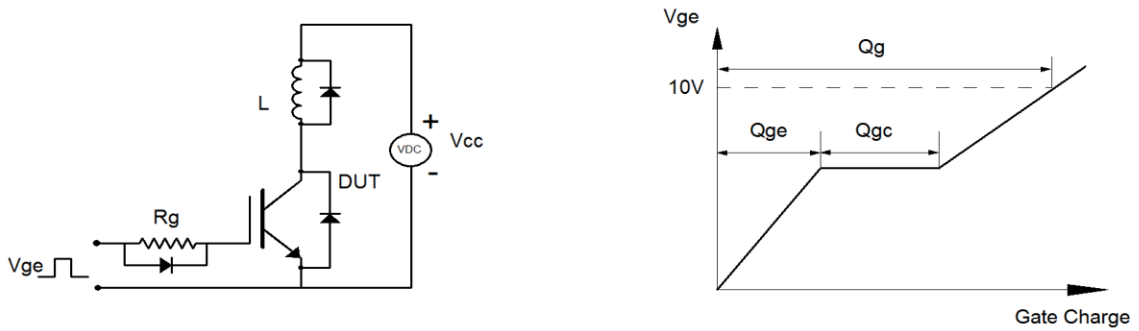 L
+
VDC
Vcc
-
DUT
Rg
Vge
Vge
Qg
10V
Qge
Qgc
Gate Charge